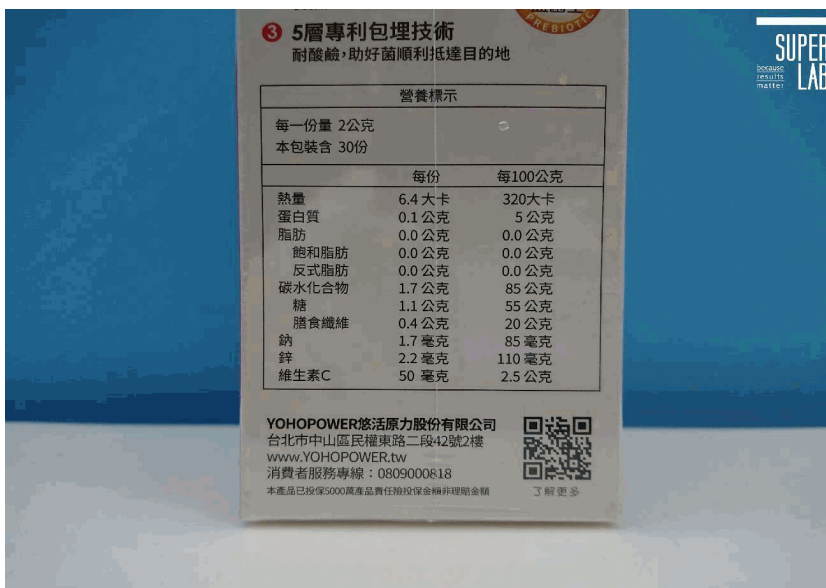 PREBIOTIC
3 5層專利包埋技術
耐酸鹼,助好菌順利抵達目的地
SUPER LAB
because results matter
營養標示
每一份量 2公克
本包裝含 30份
每份 每100公克
熱量 6.4 大卡 320大卡
蛋白質 0.1 公克 5 公克
脂肪 0.0 公克 0.0 公克
飽和脂肪 0.0 公克 0.0 公克
反式脂肪 0.0 公克 0.0 公克
碳水化合物 1.7 公克 85 公克
糖 1.1 公克 55 公克
膳食纖維 0.4 公克 20 公克
鈉 1.7 毫克 85 毫克
鋅 2.2 毫克 110 毫克
維生素C 50 毫克 2.5 公克
YOHOPOWER悠活原力股份有限公司
台北市中山區民權東路二段42號2樓
www.YOHOPOWER.tw
消費者服務專線:0809000818
本產品已投保5000萬產品責任險投保金額非理賠金額
了解更多